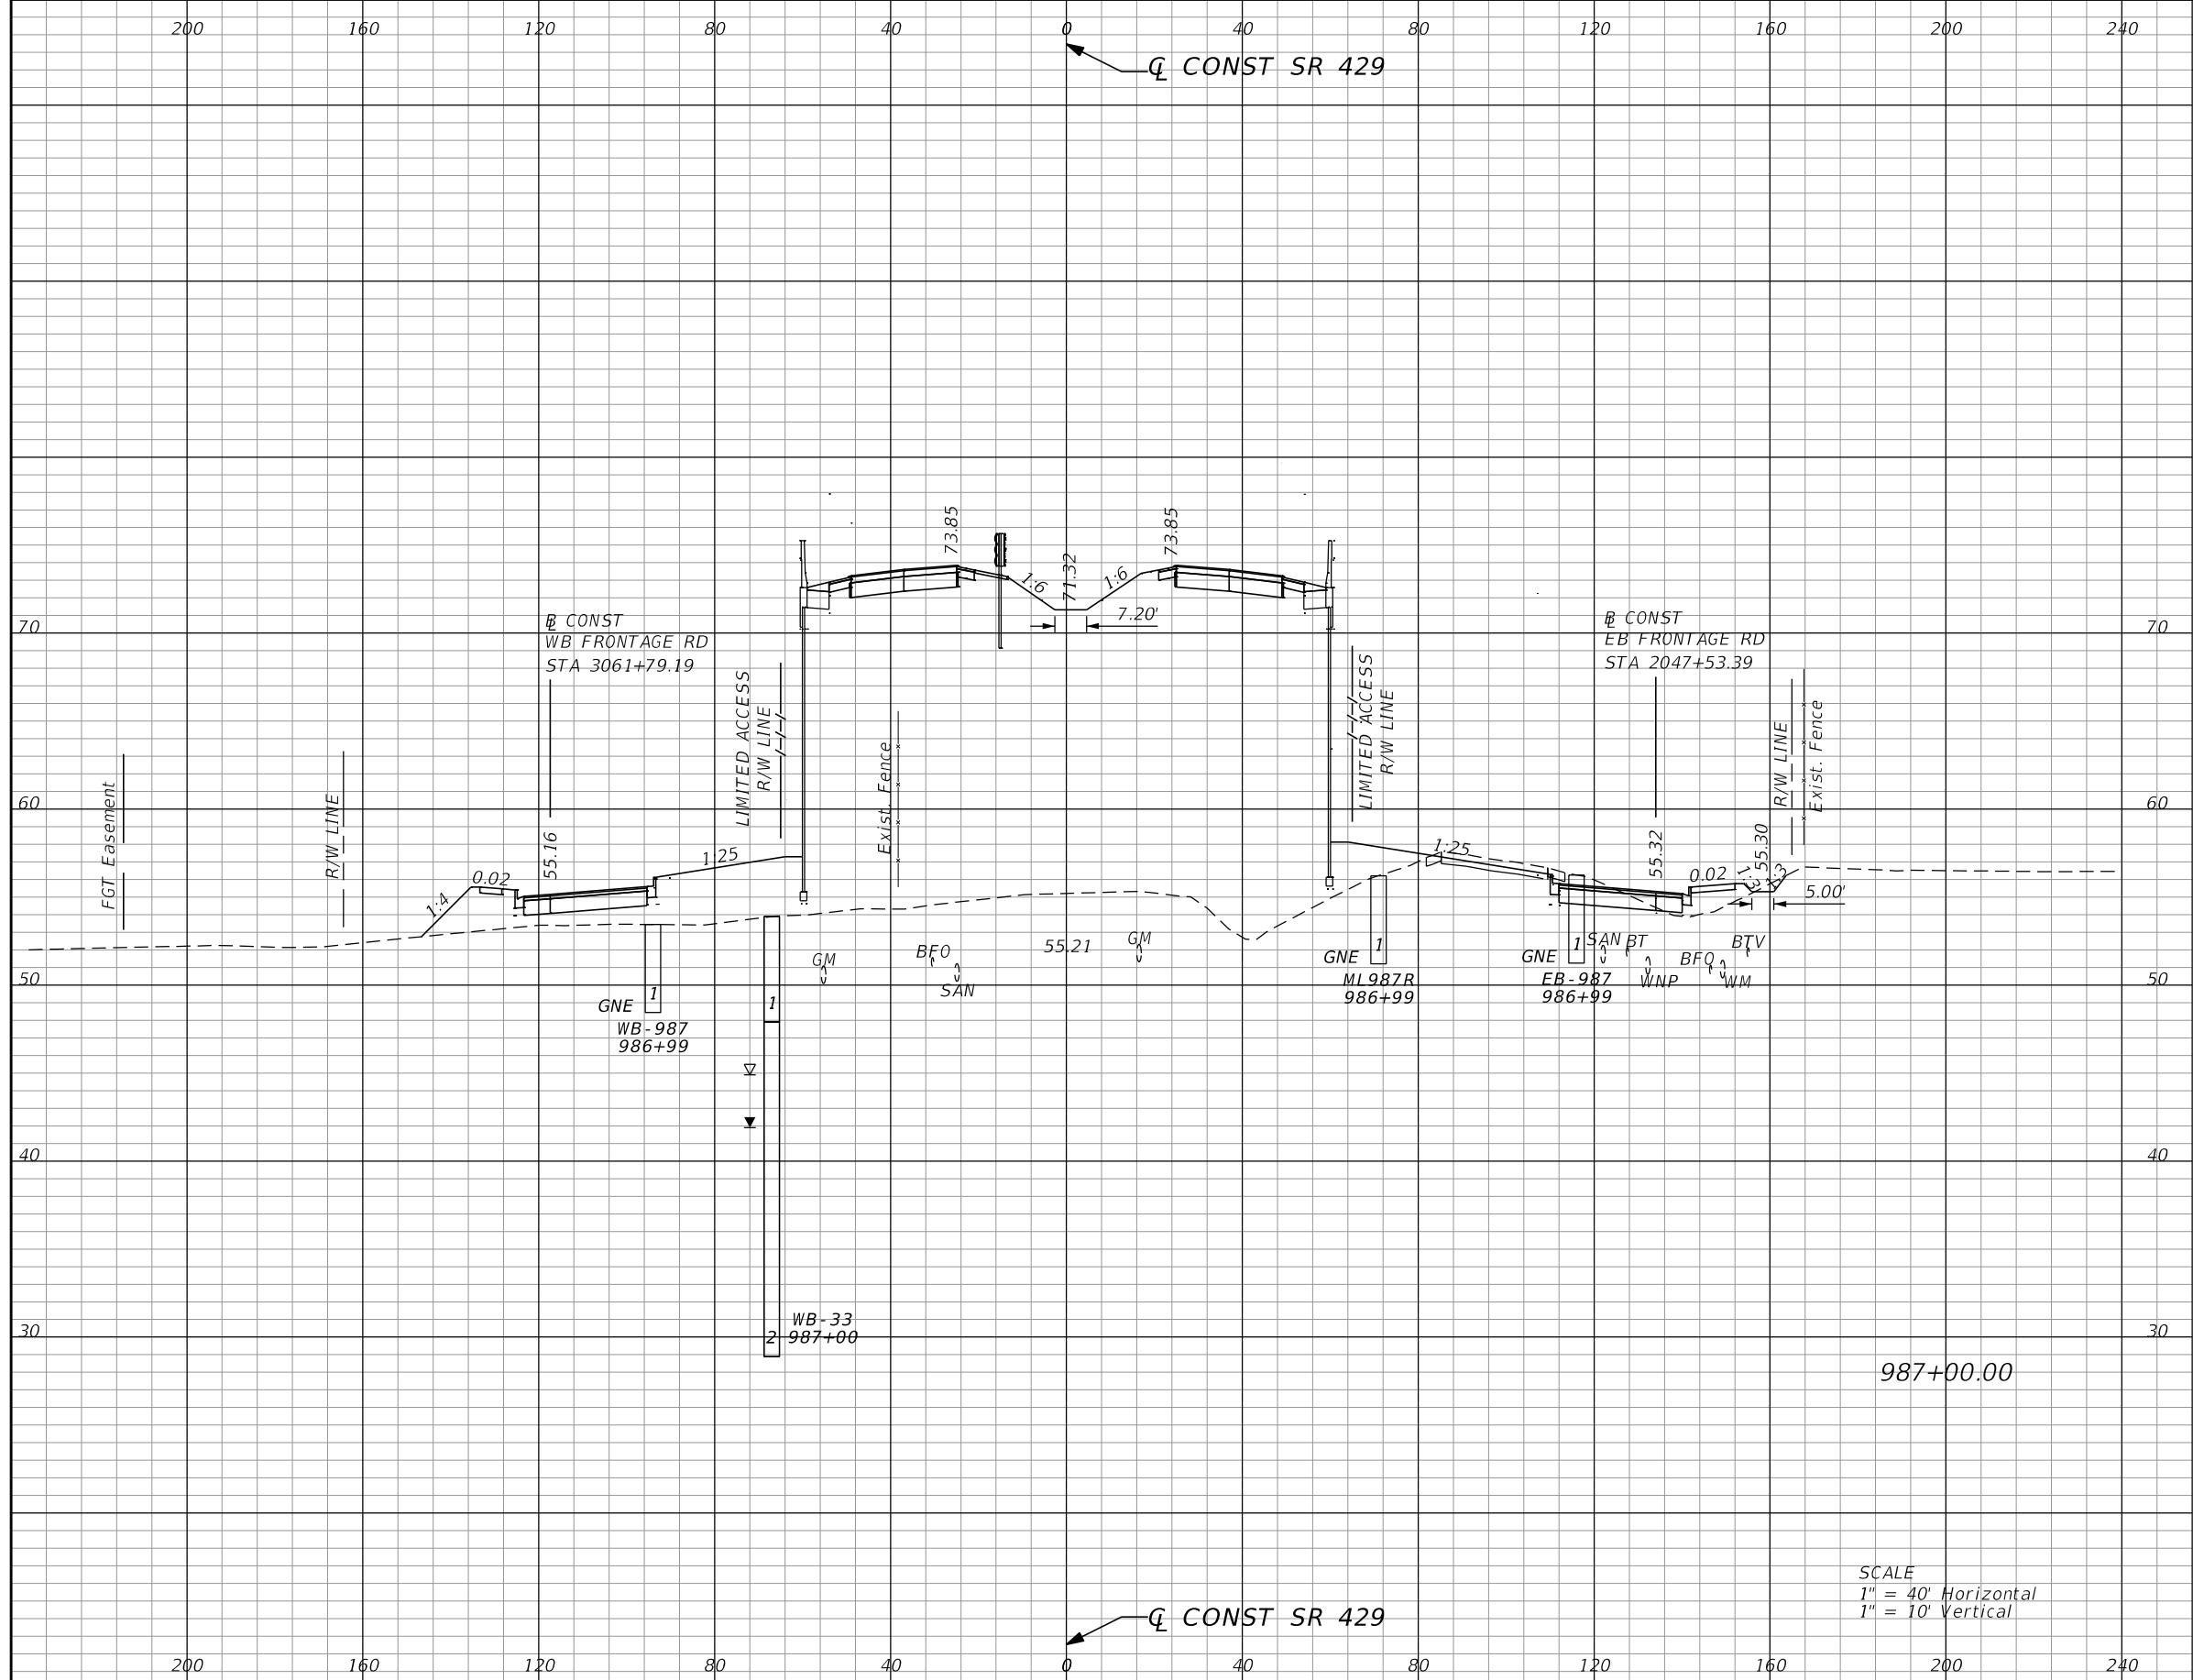 200 160 120 80 40 0 40 80 120 160 200 240
℄ CONST SR 429
73.85
73.85
1:6
71.32
1:6
7.20'
70
70
℄ CONST
WB FRONTAGE RD
STA 3061+79.19
B CONST
EB FRONTAGE RD
STA 2047+53.39
LIMITED ACCESS
R/W LINE
LIMITED ACCESS
R/W LINE
FGT Easement
R/W LINE
Exist. Fence
R/W LINE
Exist. Fence
60
60
55.16
1:25
0.02
1:4
1:25
55.32
55.30
0.02
1:3
1:3
5.00'
GM
BFO
SAN
55.21
GM
GNE
1
ML987R
986+99
GNE
1
EB-987
986+99
SAN
BT
WNP
BFO
WM
BTV
50
50
GNE
1
WB-987
986+99
1
40
40
WB-33
2 987+00
30
30
987+00.00
SCALE
1" = 40' Horizontal
1" = 10' Vertical
℄ CONST SR 429
200 160 120 80 40 0 40 80 120 160 200 240